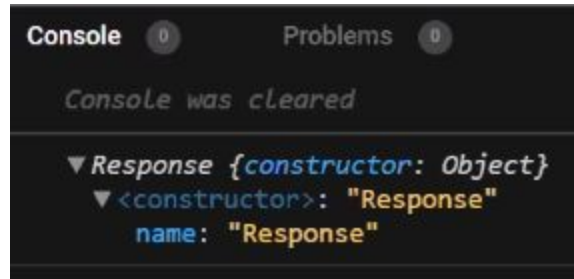 Console 0 Problems 0
Console was cleared
▼ Response {constructor: Object}
▼ <constructor>: "Response"
name: "Response"